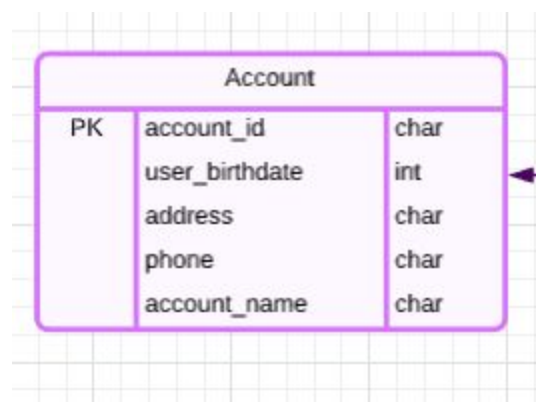 Account
PK account_id char
user_birthdate int
address char
phone char
account_name char